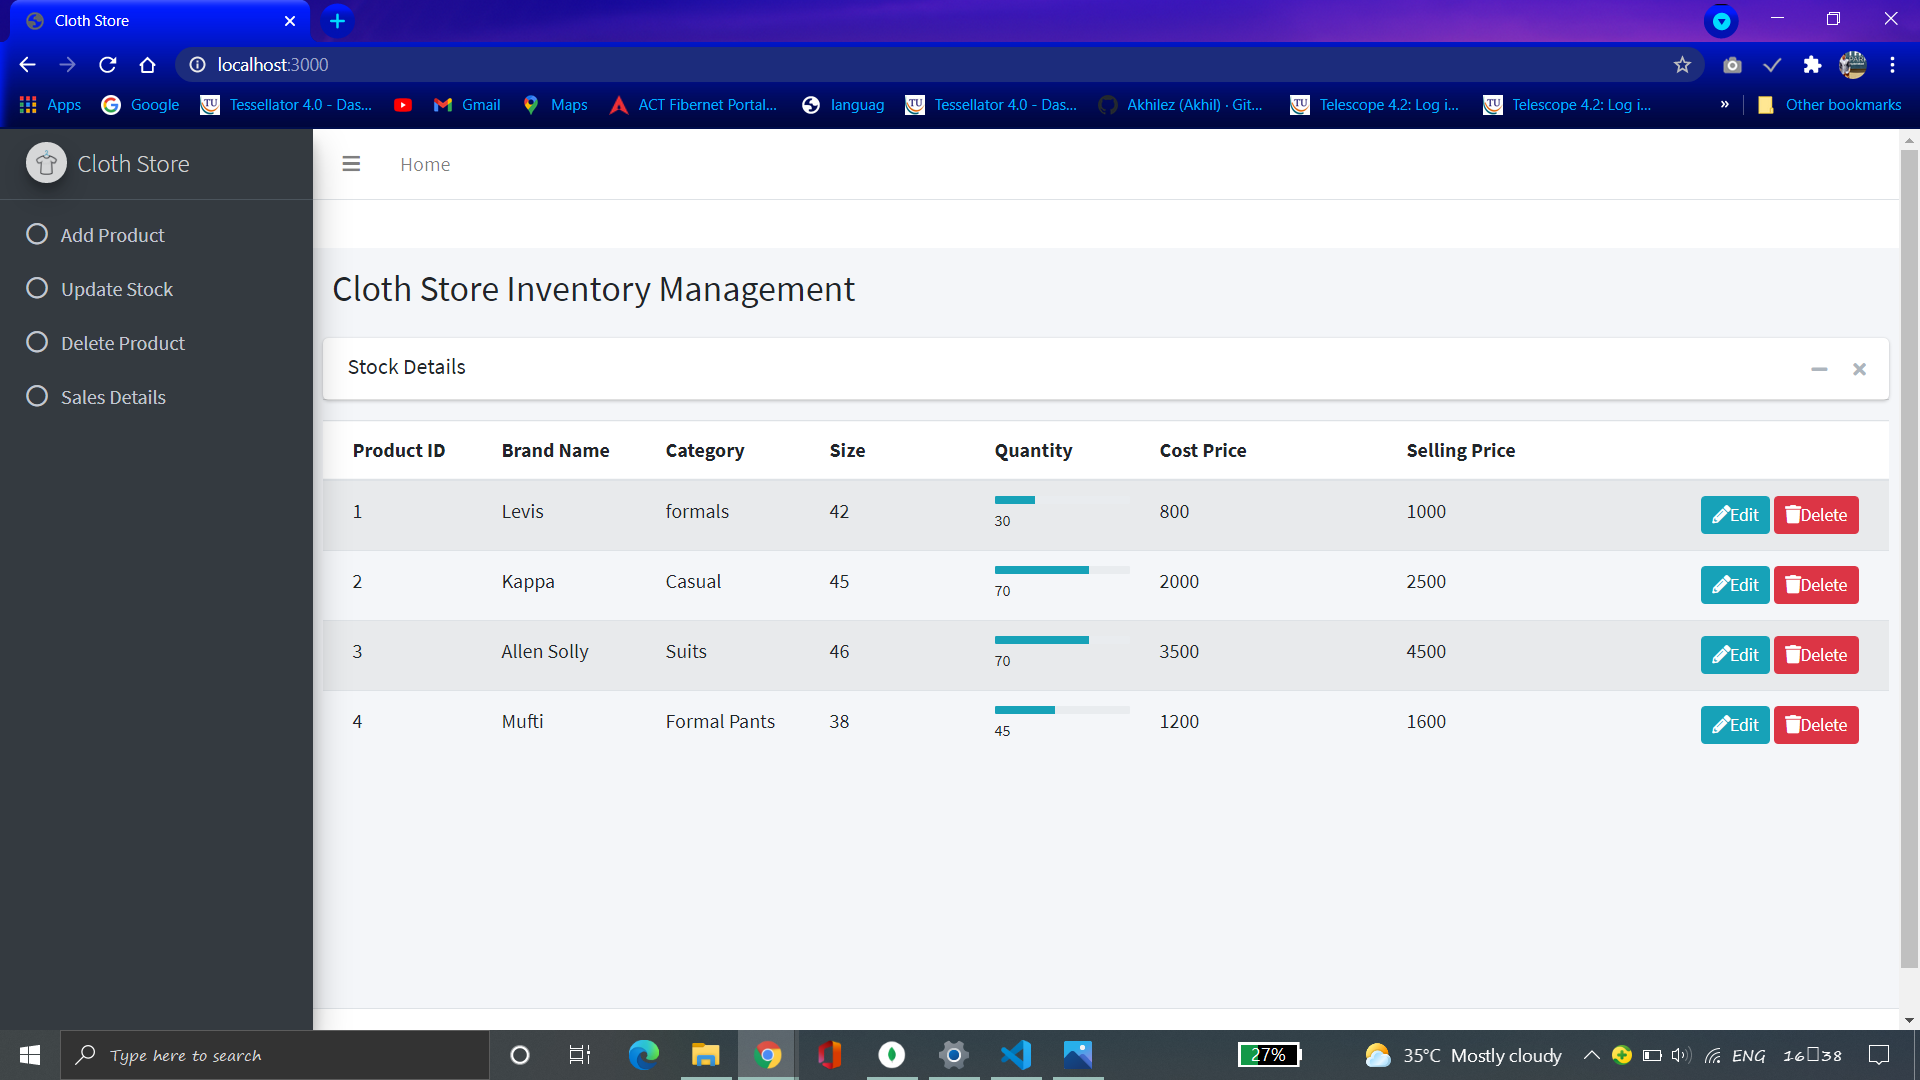 Cloth Store
localhost:3000
Apps Google Tessellator 4.0 - Das... Gmail Maps ACT Fibernet Portal... languag Tessellator 4.0 - Das... Akhilez (Akhil) · Git... Telescope 4.2: Log i... Telescope 4.2: Log i... » Other bookmarks
Cloth Store
Home
Add Product
Update Stock
Delete Product
Sales Details
Cloth Store Inventory Management
Stock Details
Product ID Brand Name Category Size Quantity Cost Price Selling Price
1 Levis formals 42 30 800 1000 Edit Delete
2 Kappa Casual 45 70 2000 2500 Edit Delete
3 Allen Solly Suits 46 70 3500 4500 Edit Delete
4 Mufti Formal Pants 38 45 1200 1600 Edit Delete
Type here to search
27%
35°C Mostly cloudy
ENG
16▯38